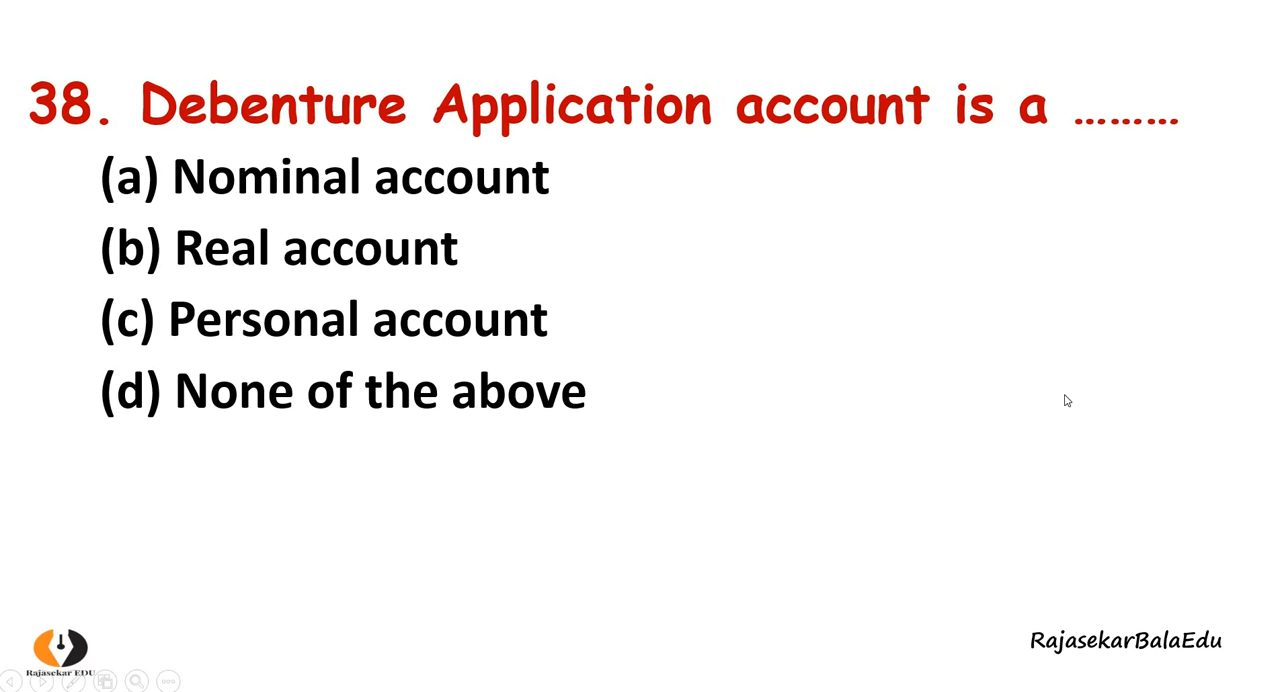 38. Debenture Application account is a ………
(a) Nominal account
(b) Real account
(c) Personal account
(d) None of the above
RajasekarBalaEdu
Rajasekar EDU